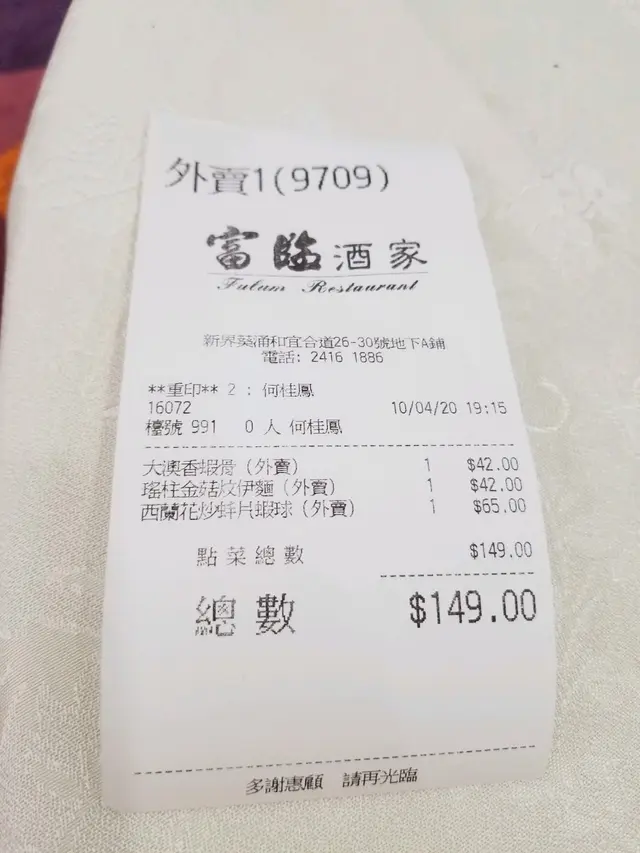 外賣1(9709)
富臨酒家
Fulum Restaurant
新界葵涌和宜合道26-30號地下A鋪
電話: 2416 1886
**重印** 2 : 何桂鳳
16072 10/04/20 19:15
檯號 991 0 人 何桂鳳
大澳香蝦骨 (外賣) 1 $42.00
瑤柱金菇炆伊麵 (外賣) 1 $42.00
西蘭花炒蚌片蝦球 (外賣) 1 $65.00
點菜總數 $149.00
總數 $149.00
多謝惠顧 請再光臨